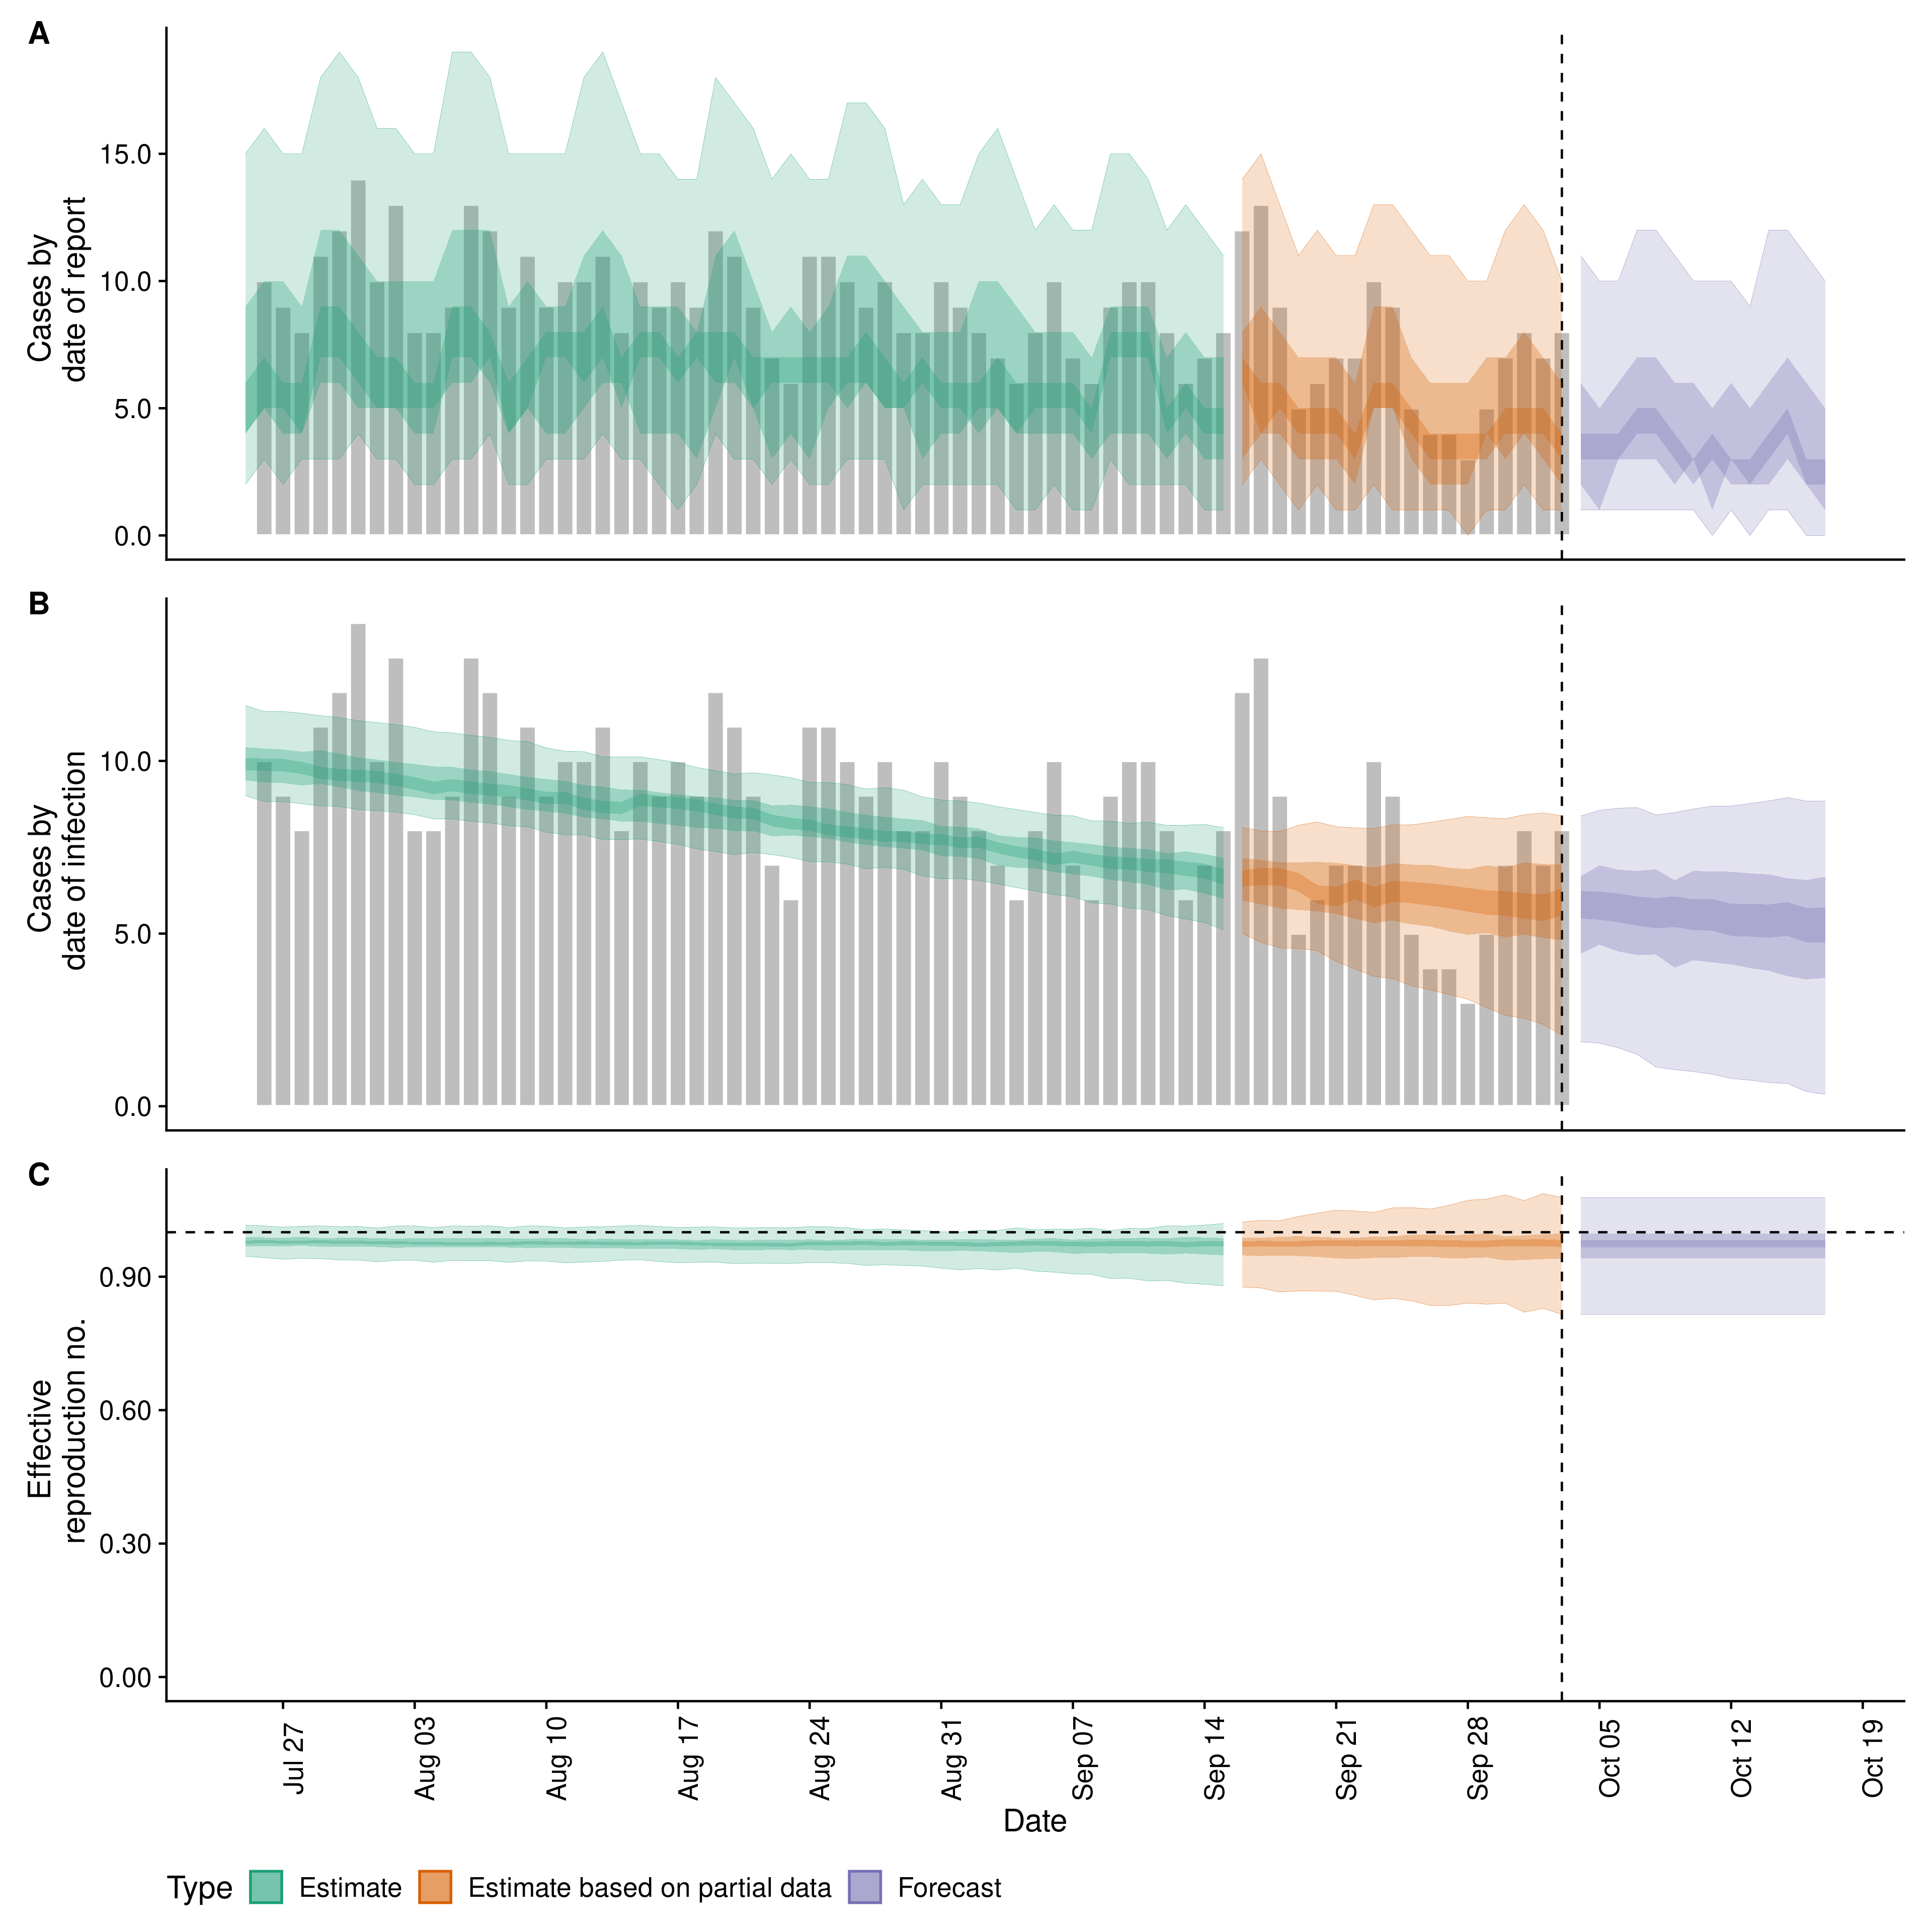 A
Cases by
date of report
15.0
10.0
5.0
0.0
B
Cases by
date of infection
10.0
5.0
0.0
C
Effective
reproduction no.
0.90
0.60
0.30
0.00
Jul 27
Aug 03
Aug 10
Aug 17
Aug 24
Aug 31
Sep 07
Sep 14
Sep 21
Sep 28
Oct 05
Oct 12
Oct 19
Date
Type Estimate Estimate based on partial data Forecast